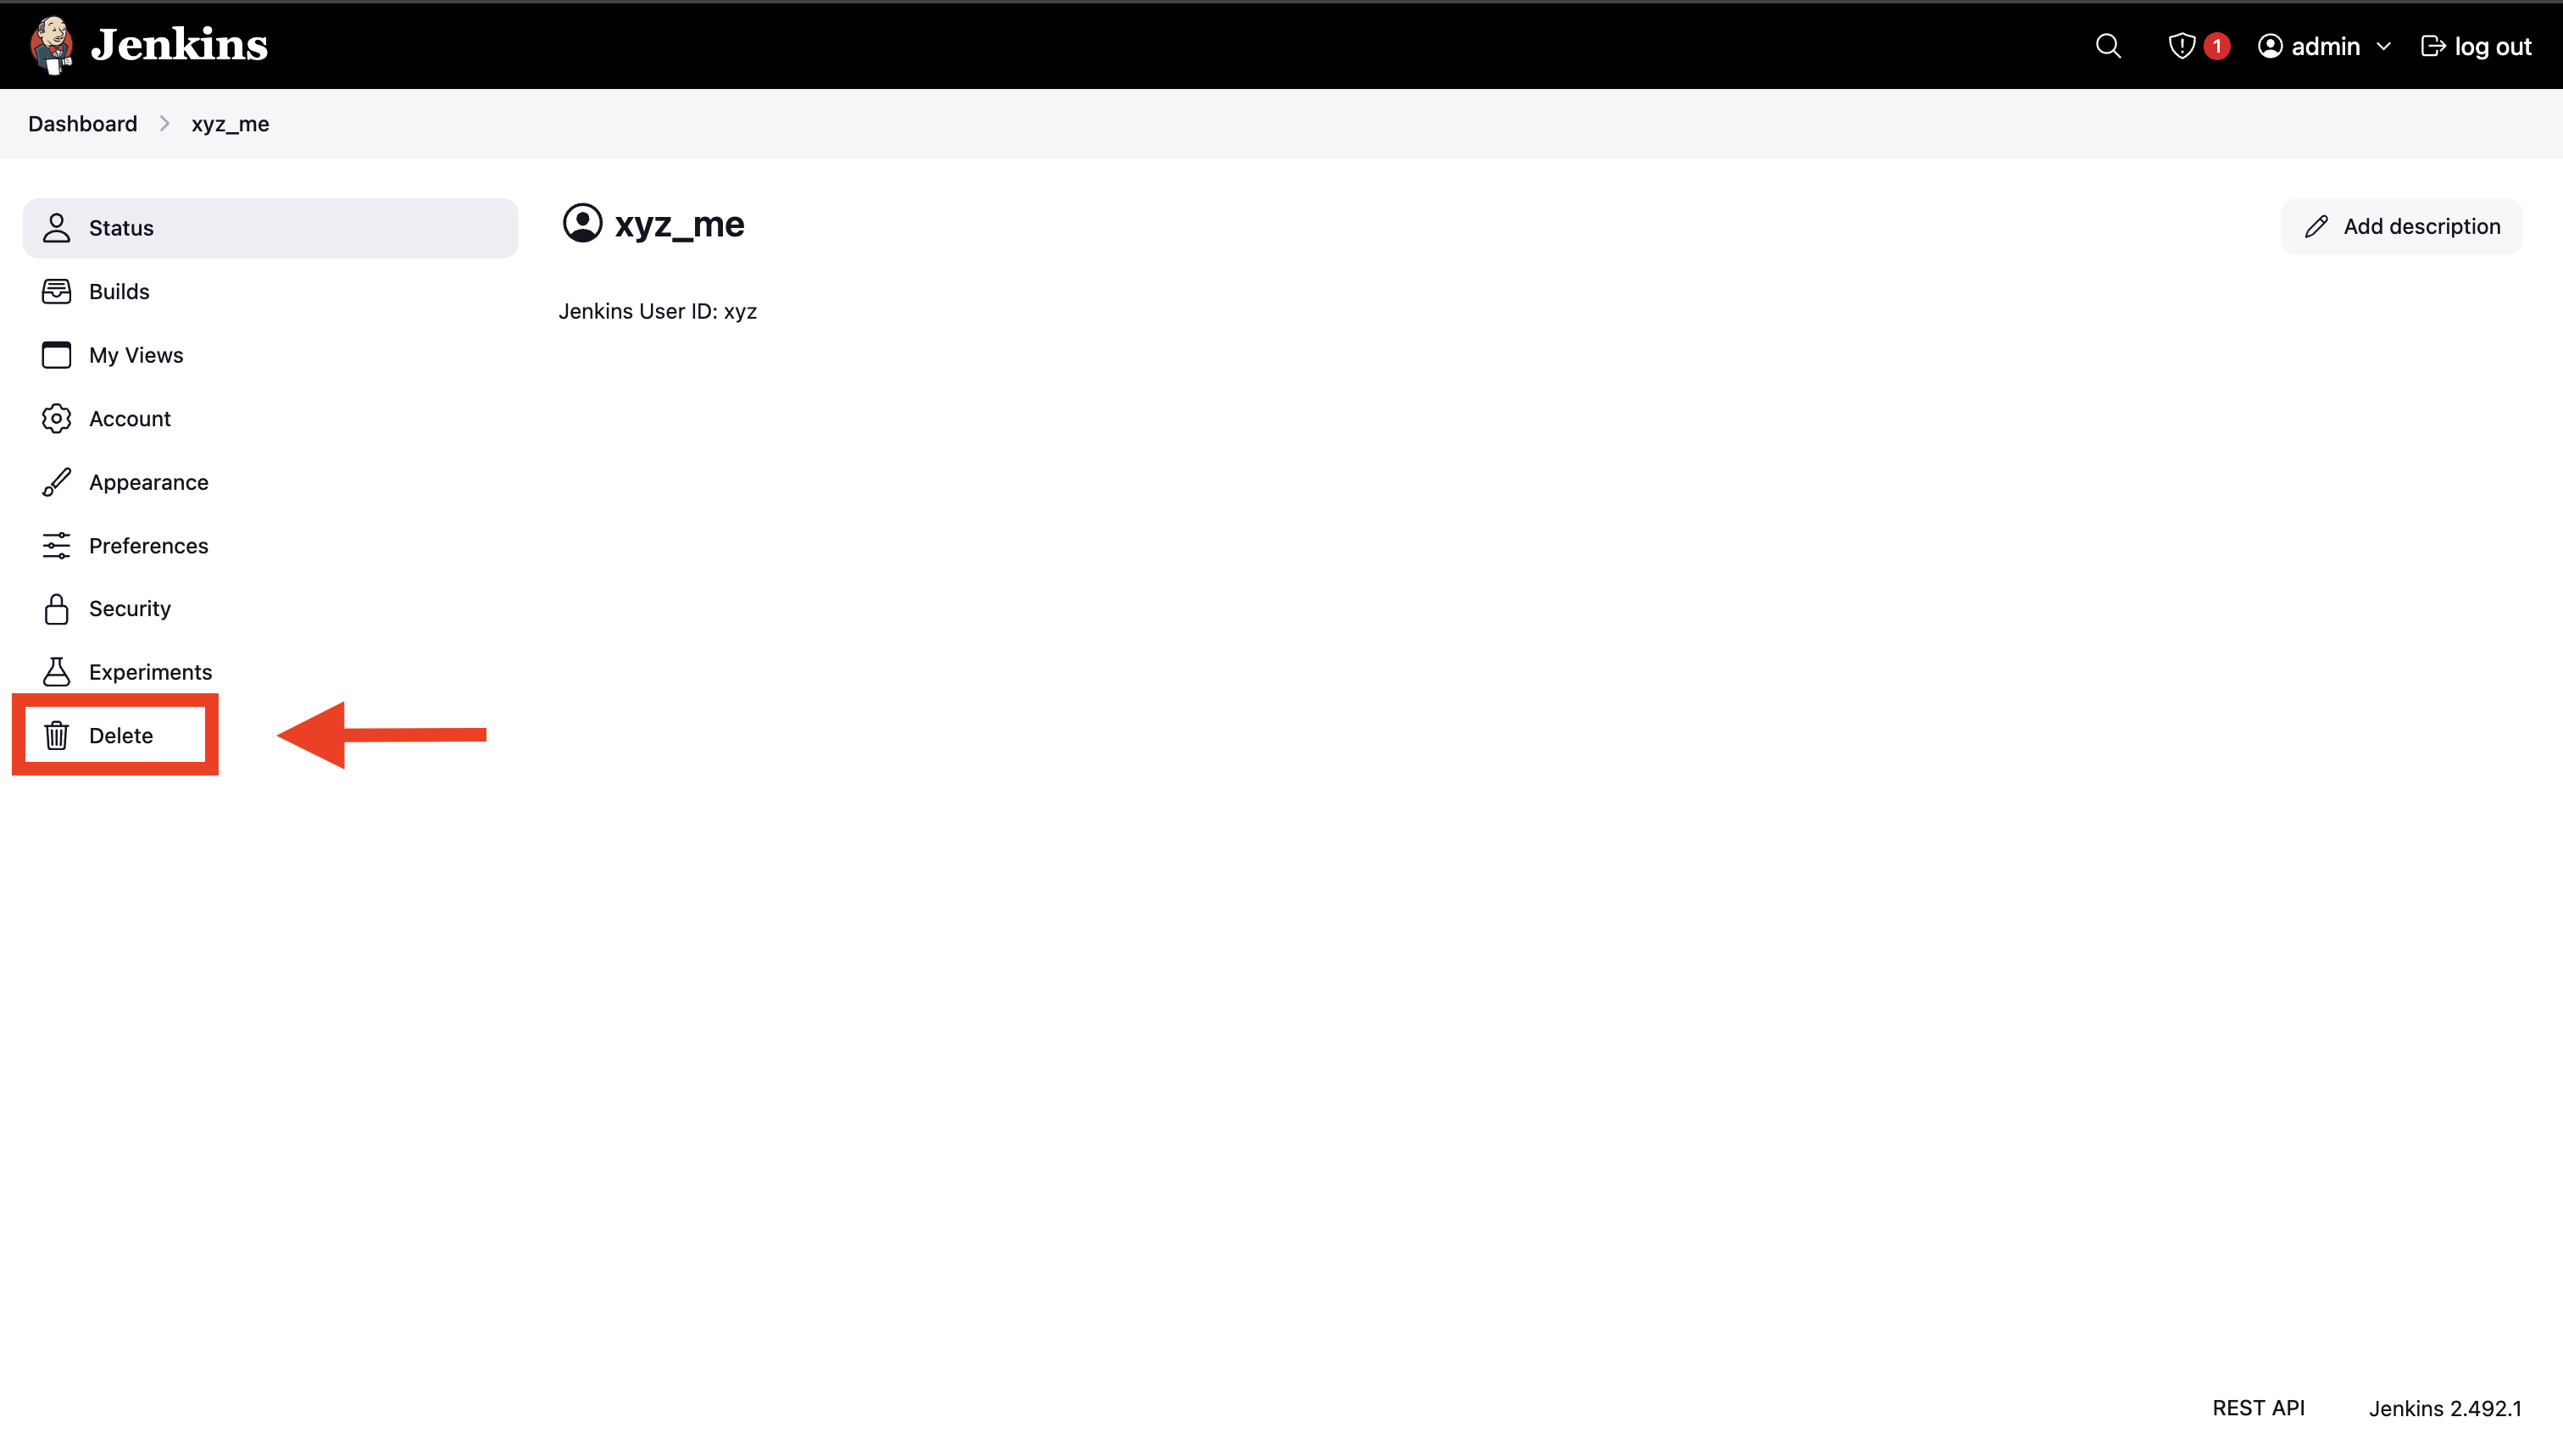 Jenkins
1
admin
log out
Dashboard
xyz_me
Status
Builds
My Views
Account
Appearance
Preferences
Security
Experiments
Delete
xyz_me
Add description
Jenkins User ID: xyz
REST API
Jenkins 2.492.1